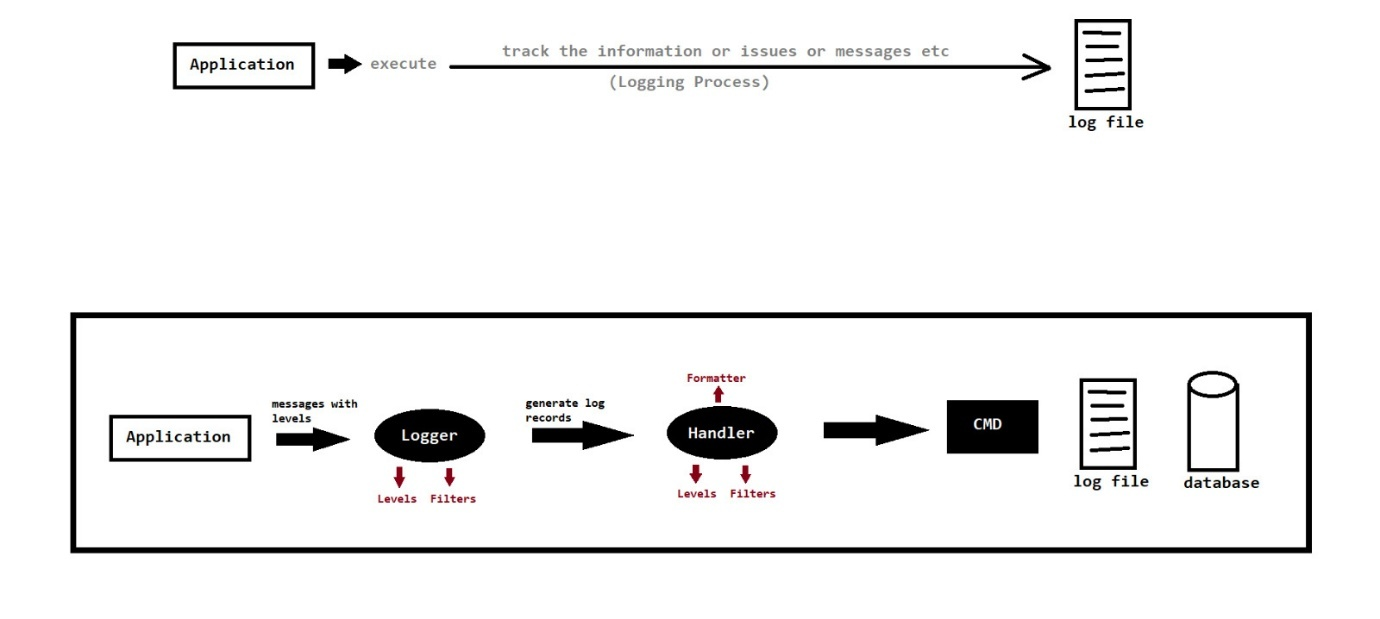 Application
execute
track the information or issues or messages etc
(Logging Process)
log file
Application
messages with
levels
Logger
Levels
Filters
generate log
records
Formatter
Handler
Levels
Filters
CMD
log file
database